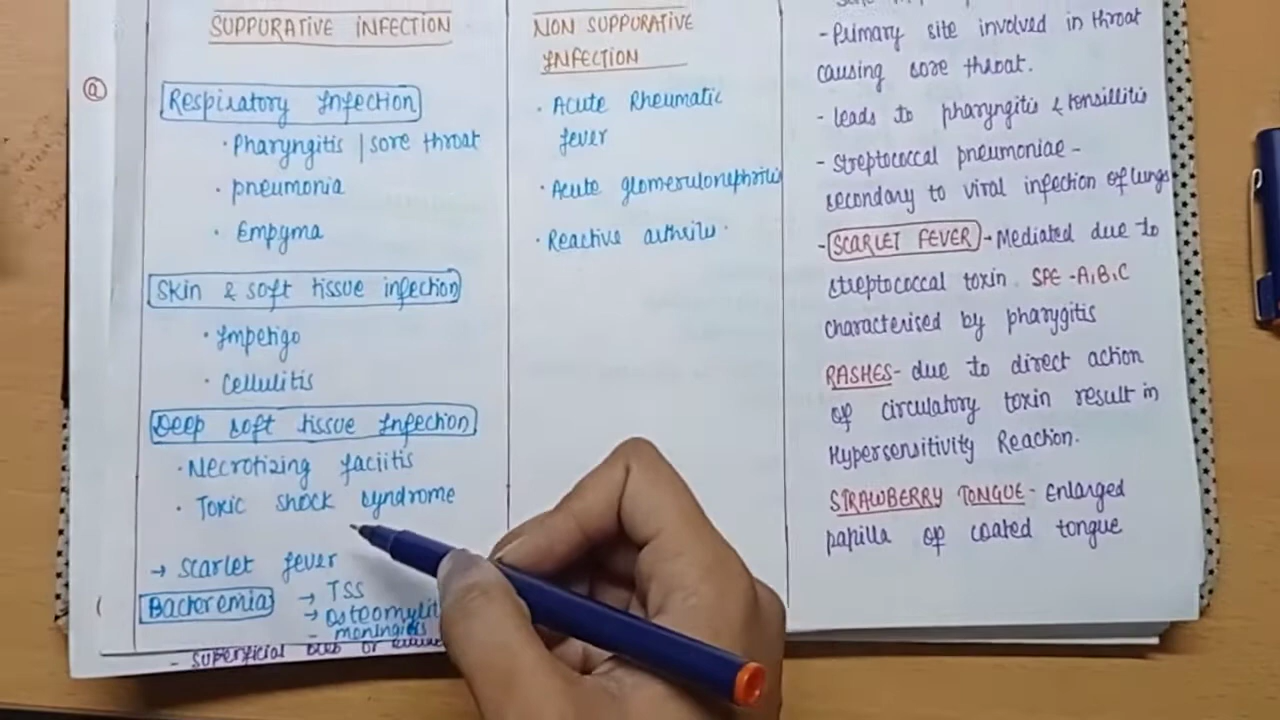 SUPPURATIVE INFECTION
ⓐ
Respiratory Infection
· Pharyngitis | sore throat
· pneumonia
· Empyma
Skin & soft tissue infection
· Impetigo
· Cellulitis
Deep soft tissue Infection
· Necrotizing faciitis
· Toxic shock syndrome
→ Scarlet fever
Bacteremia → TSS
→ Osteomylit
- meningitis
- superficial
NON SUPPURATIVE
INFECTION
· Acute Rheumatic
fever
· Acute glomerulonephritis
· Reactive
- Primary site involved in throat
causing sore throat.
- leads to pharyngitis & tonsillitis
- streptococcal pneumoniae -
secondary to viral infection of lungs
- SCARLET FEVER - Mediated due to
streptococcal toxin SPE - A,B,C
characterised by pharygitis
RASHES - due to direct action
of circulatory toxin result in
Hypersensitivity Reaction.
STRAWBERRY TONGUE - Enlarged
papilla of coated tongue